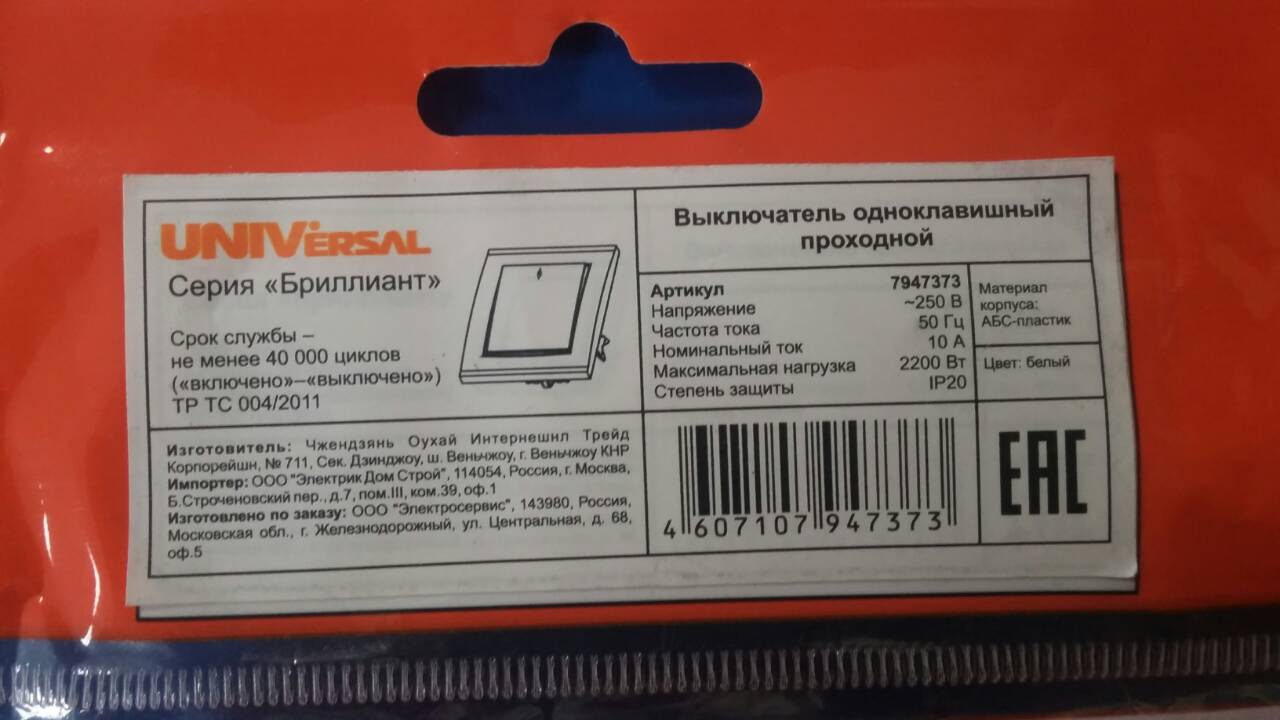 UNIVERSAL
Серия «Бриллиант»
Срок службы –
не менее 40 000 циклов
(«включено»–«выключено»)
ТР ТС 004/2011
Выключатель одноклавишный
проходной
Артикул 7947373
Напряжение ~250 В
Частота тока 50 Гц
Номинальный ток 10 А
Максимальная нагрузка 2200 Вт
Степень защиты IP20
Материал
корпуса:
АБС-пластик
Цвет: белый
Изготовитель: Чжендзянь Оухай Интернешнл Трейд
Корпорейшн, № 711, Сек. Дзинджоу, ш. Веньчжоу, г. Веньчжоу КНР
Импортер: ООО "Электрик Дом Строй", 114054, Россия, г. Москва,
Б.Строченовский пер., д.7, пом.III, ком.39, оф.1
Изготовлено по заказу: ООО "Электросервис", 143980, Россия,
Московская обл., г. Железнодорожный, ул. Центральная, д. 68,
оф.5
4 607107 947373
ЕАС